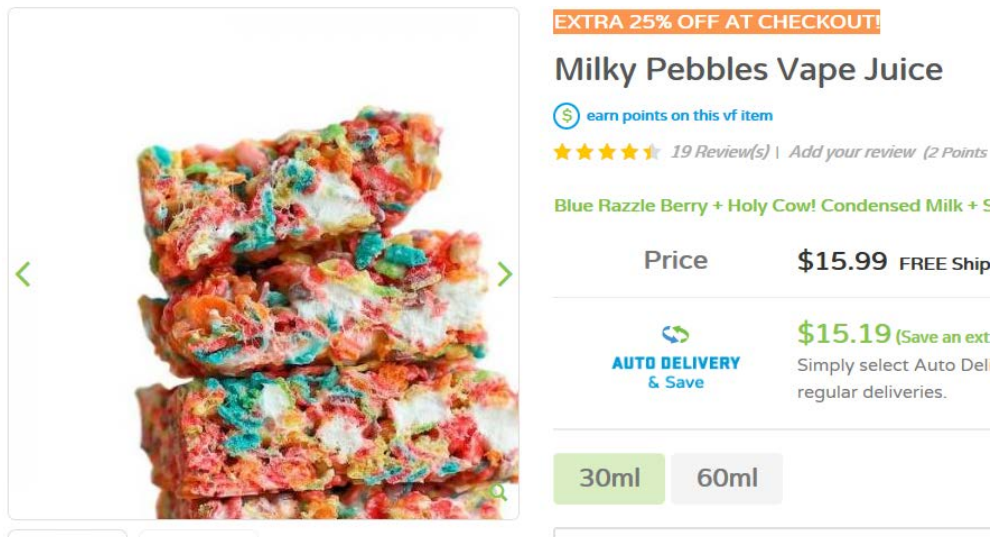 EXTRA 25% OFF AT CHECKOUT!
Milky Pebbles Vape Juice
$ earn points on this vf item
19 Review(s) | Add your review (2 Points
Blue Razzle Berry + Holy Cow! Condensed Milk + S
Price $15.99 FREE Ship
AUTO DELIVERY
& Save
$15.19 (Save an ext
Simply select Auto Deli
regular deliveries.
30ml 60ml